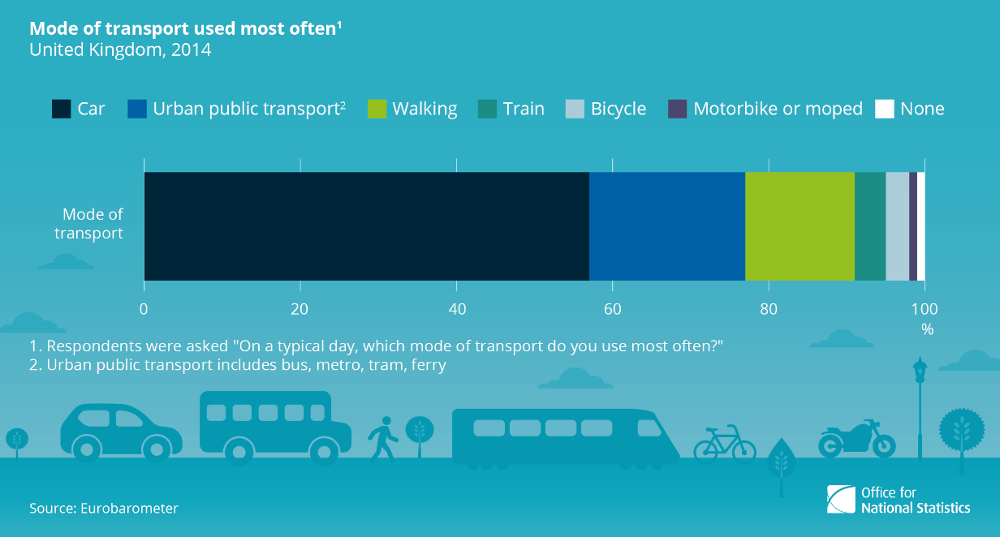 Mode of transport used most often¹
United Kingdom, 2014
Car Urban public transport² Walking Train Bicycle Motorbike or moped None
Mode of
transport
0 20 40 60 80 100
%
1. Respondents were asked "On a typical day, which mode of transport do you use most often?"
2. Urban public transport includes bus, metro, tram, ferry
Source: Eurobarometer
Office for
National Statistics